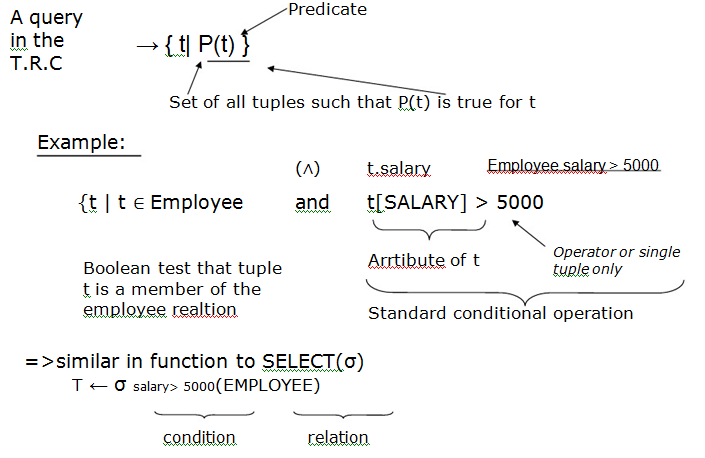 A query
in the
T.R.C
Predicate
→ { t| P(t) }
Set of all tuples such that P(t) is true for t
Example:
(∧) t.salary Employee salary > 5000
{t | t ∈ Employee and t[SALARY] > 5000
Arrtibute of t
Operator or single
tuple only
Boolean test that tuple
t is a member of the
employee realtion
Standard conditional operation
=>similar in function to SELECT(σ)
T ← σ salary> 5000(EMPLOYEE)
condition relation